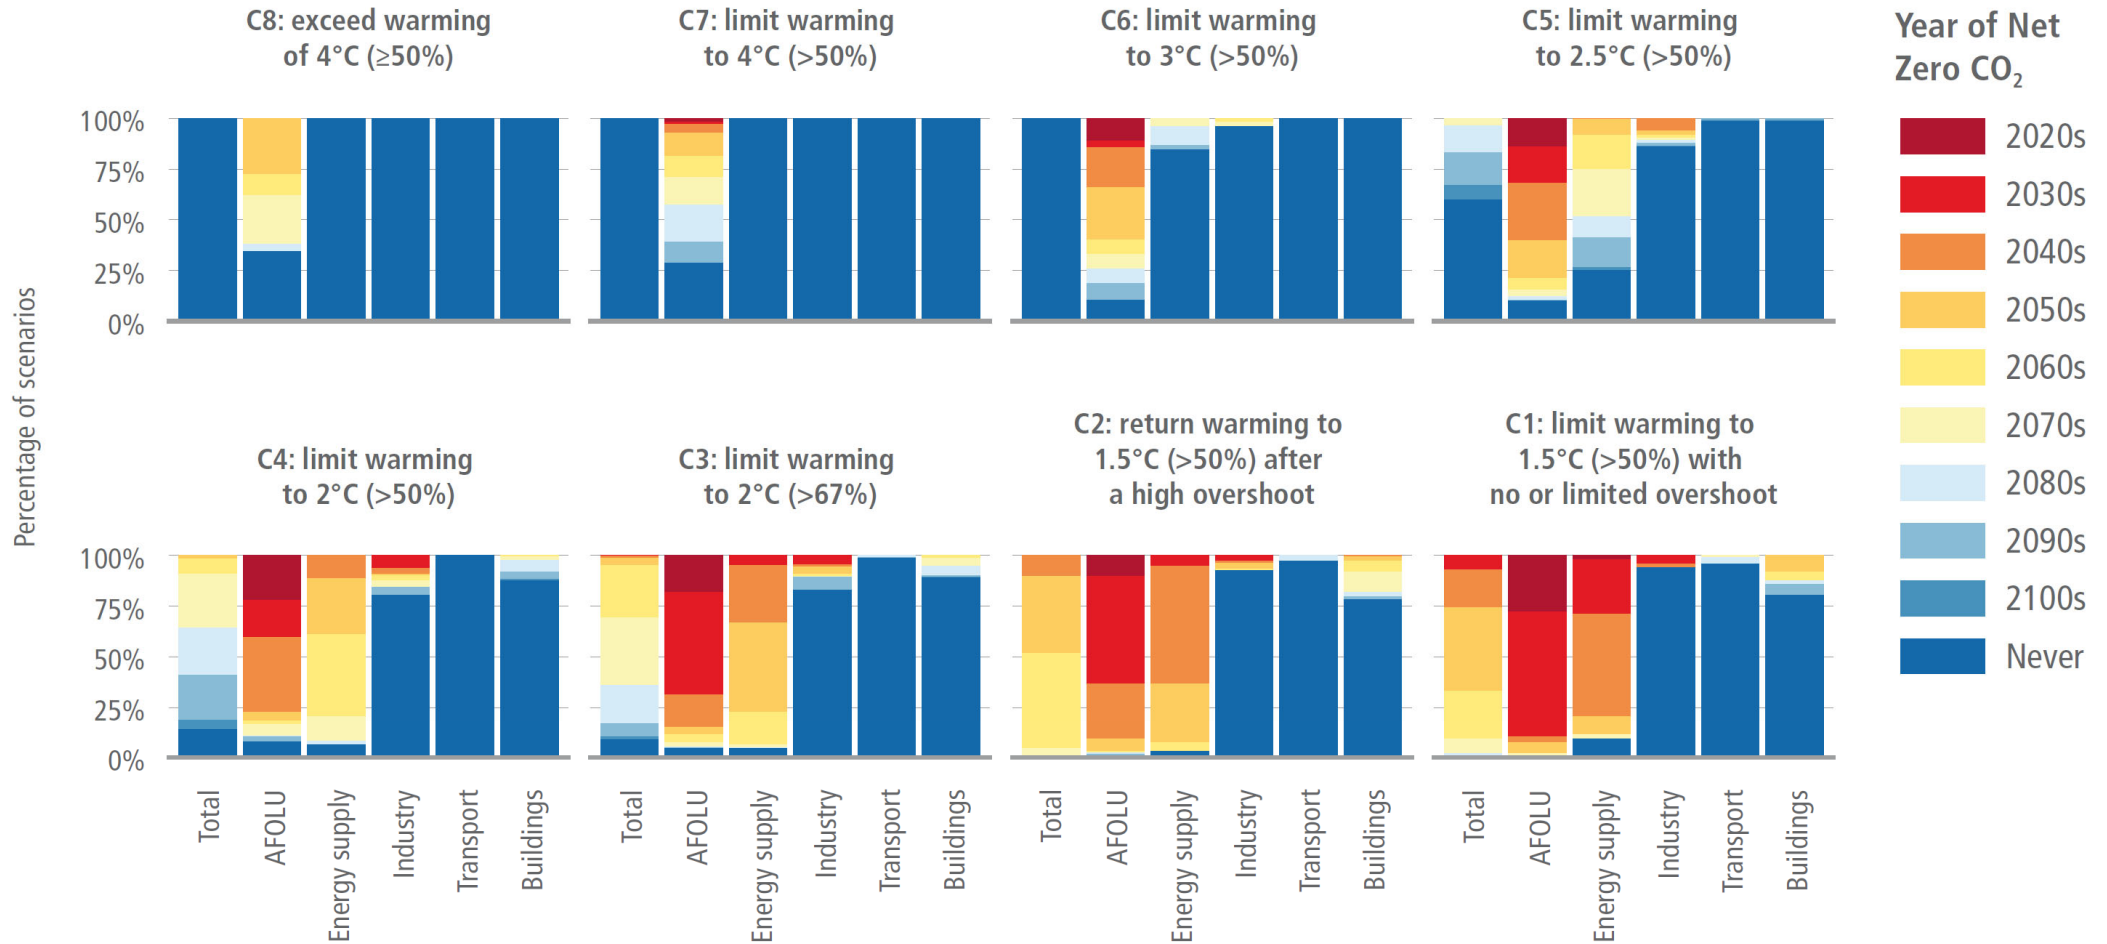 C8: exceed warming
of 4°C (≥50%)
C7: limit warming
to 4°C (>50%)
C6: limit warming
to 3°C (>50%)
C5: limit warming
to 2.5°C (>50%)
Year of Net
Zero CO₂
100%
75%
50%
25%
0%
2020s
2030s
2040s
2050s
2060s
2070s
2080s
2090s
2100s
Never
Percentage of scenarios
C4: limit warming
to 2°C (>50%)
C3: limit warming
to 2°C (>67%)
C2: return warming to
1.5°C (>50%) after
a high overshoot
C1: limit warming to
1.5°C (>50%) with
no or limited overshoot
100%
75%
50%
25%
0%
Total
AFOLU
Energy supply
Industry
Transport
Buildings
Total
AFOLU
Energy supply
Industry
Transport
Buildings
Total
AFOLU
Energy supply
Industry
Transport
Buildings
Total
AFOLU
Energy supply
Industry
Transport
Buildings